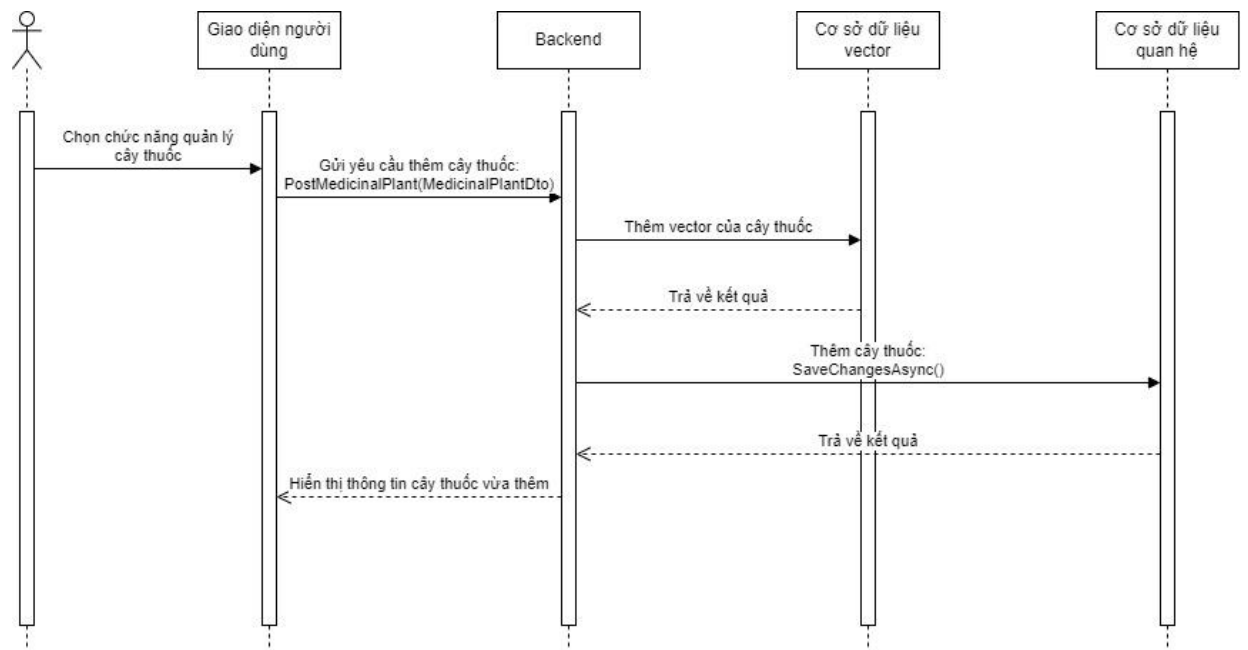 Giao diện người
dùng
Backend
Cơ sở dữ liệu
vector
Cơ sở dữ liệu
quan hệ
Chọn chức năng quản lý
cây thuốc
Gửi yêu cầu thêm cây thuốc:
PostMedicinalPlant(MedicinalPlantDto)
Thêm vector của cây thuốc
Trả về kết quả
Thêm cây thuốc:
SaveChangesAsync()
Trả về kết quả
Hiển thị thông tin cây thuốc vừa thêm